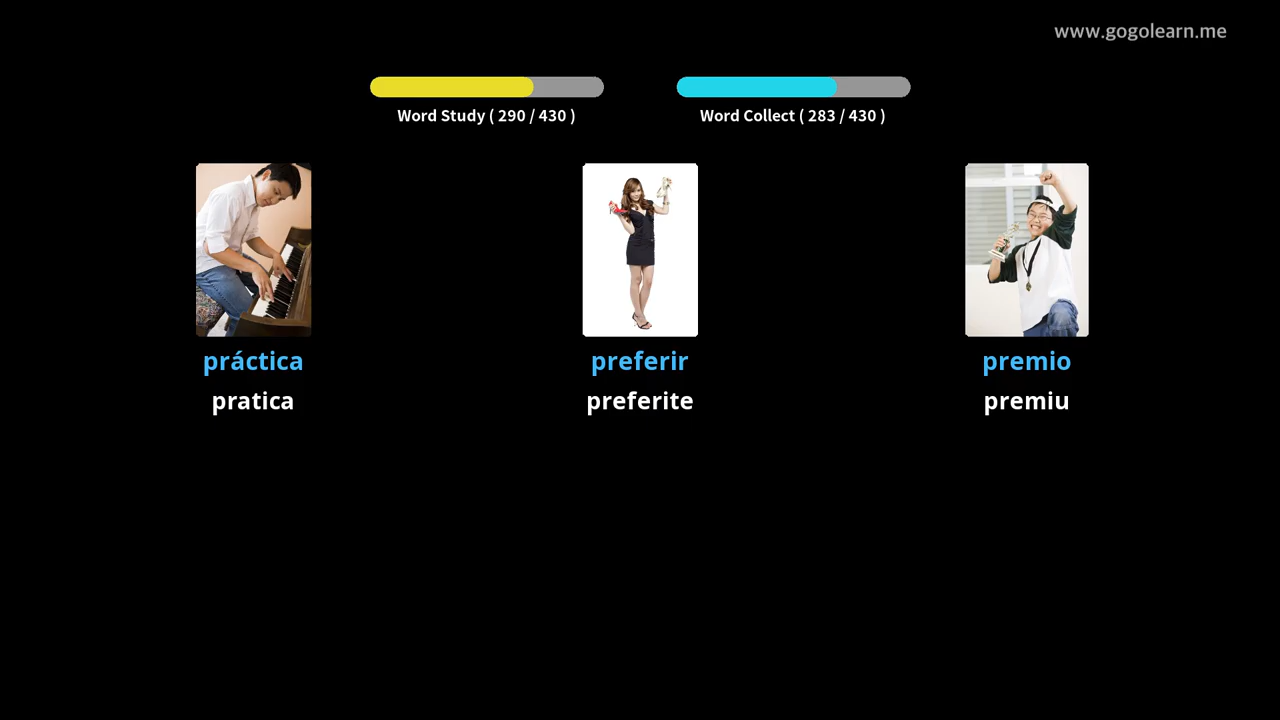 www.gogolearn.me
Word Study ( 290 / 430 )
Word Collect ( 283 / 430 )
práctica
preferir
premio
pratica
preferite
premiu